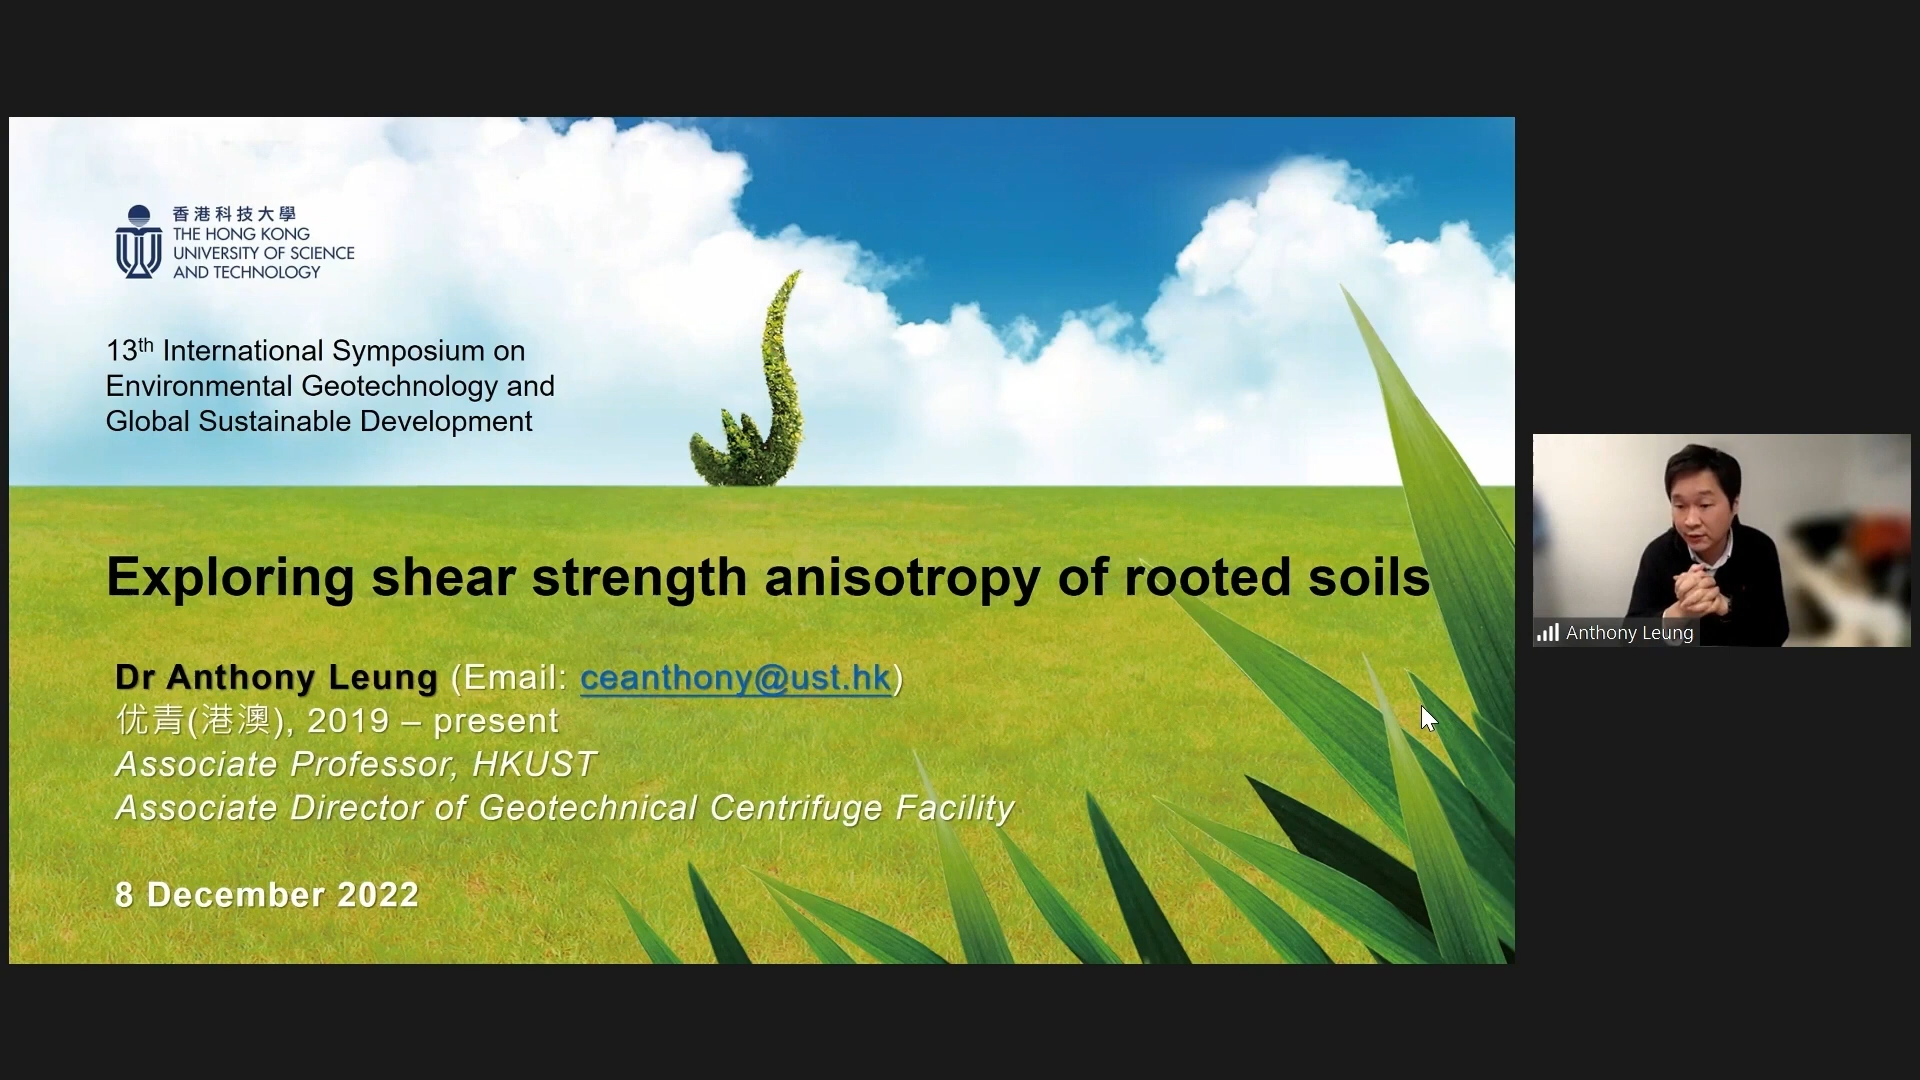 香港科技大學
THE HONG KONG
UNIVERSITY OF SCIENCE
AND TECHNOLOGY
13th International Symposium on
Environmental Geotechnology and
Global Sustainable Development
Exploring shear strength anisotropy of rooted soils
Dr Anthony Leung (Email: ceanthony@ust.hk)
优青(港澳), 2019 – present
Associate Professor, HKUST
Associate Director of Geotechnical Centrifuge Facility
8 December 2022
Anthony Leung